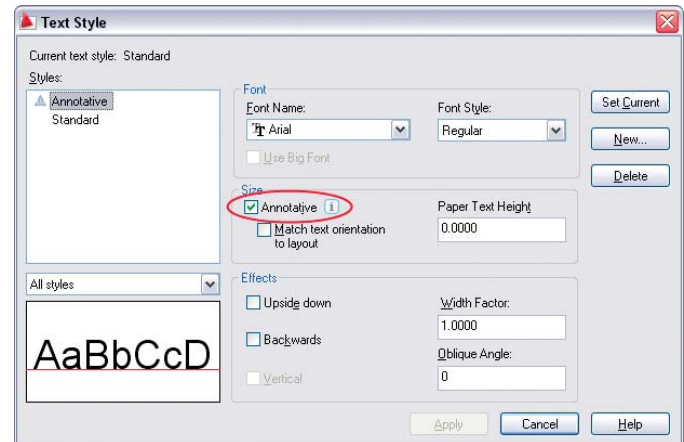 Text Style
Current text style: Standard
Styles:
Annotative
Standard
All styles
AaBbCcD
Font
Font Name:
Arial
Font Style:
Regular
Use Big Font
Size
Annotative
Match text orientation
to layout
Paper Text Height
0.0000
Effects
Upside down
Backwards
Vertical
Width Factor:
1.0000
Oblique Angle:
0
Set Current
New...
Delete
Apply
Cancel
Help